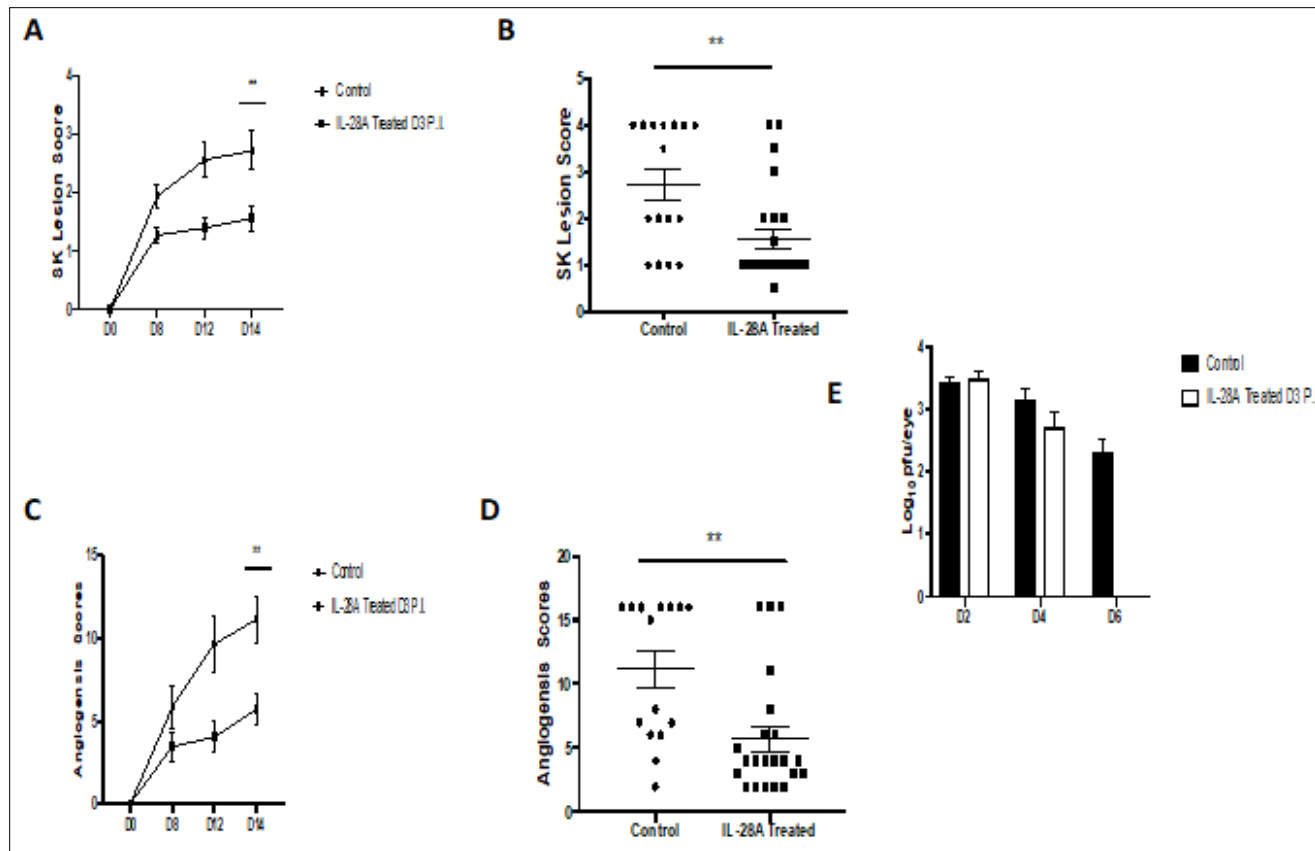 A
4
3
2
1
0
SK Lesion Score
D0 D8 D12 D14
**
Control
IL-28A Treated D3 P.I.
B
**
5
4
3
2
1
0
SK Lesion Score
Control IL-28A Treated
C
15
10
5
0
Angiogensis Scores
D0 D8 D12 D14
**
Control
IL-28A Treated D3 P.I.
D
**
20
15
10
5
0
Angiogensis Scores
Control IL-28A Treated
E
4
3
2
1
0
Log10 pfu/eye
D2 D4 D6
Control
IL-28A Treated D3 P.I